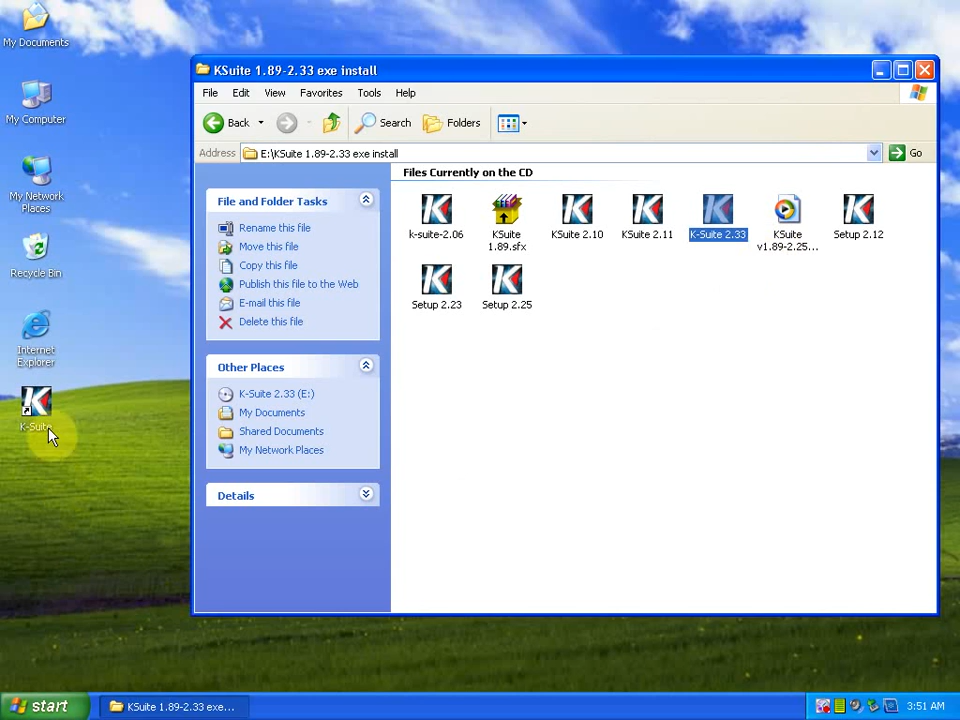 My Documents
My Computer
My Network
Places
Recycle Bin
Internet
Explorer
K-Suite
KSuite 1.89-2.33 exe install
File Edit View Favorites Tools Help
Back Search Folders
Address E:\KSuite 1.89-2.33 exe install Go
File and Folder Tasks
Rename this file
Move this file
Copy this file
Publish this file to the Web
E-mail this file
Delete this file
Other Places
K-Suite 2.33 (E:)
My Documents
Shared Documents
My Network Places
Details
Files Currently on the CD
k-suite-2.06
KSuite
1.89.sfx
KSuite 2.10
KSuite 2.11
K-Suite 2.33
KSuite
v1.89-2.25...
Setup 2.12
Setup 2.23
Setup 2.25
start
KSuite 1.89-2.33 exe...
3:51 AM